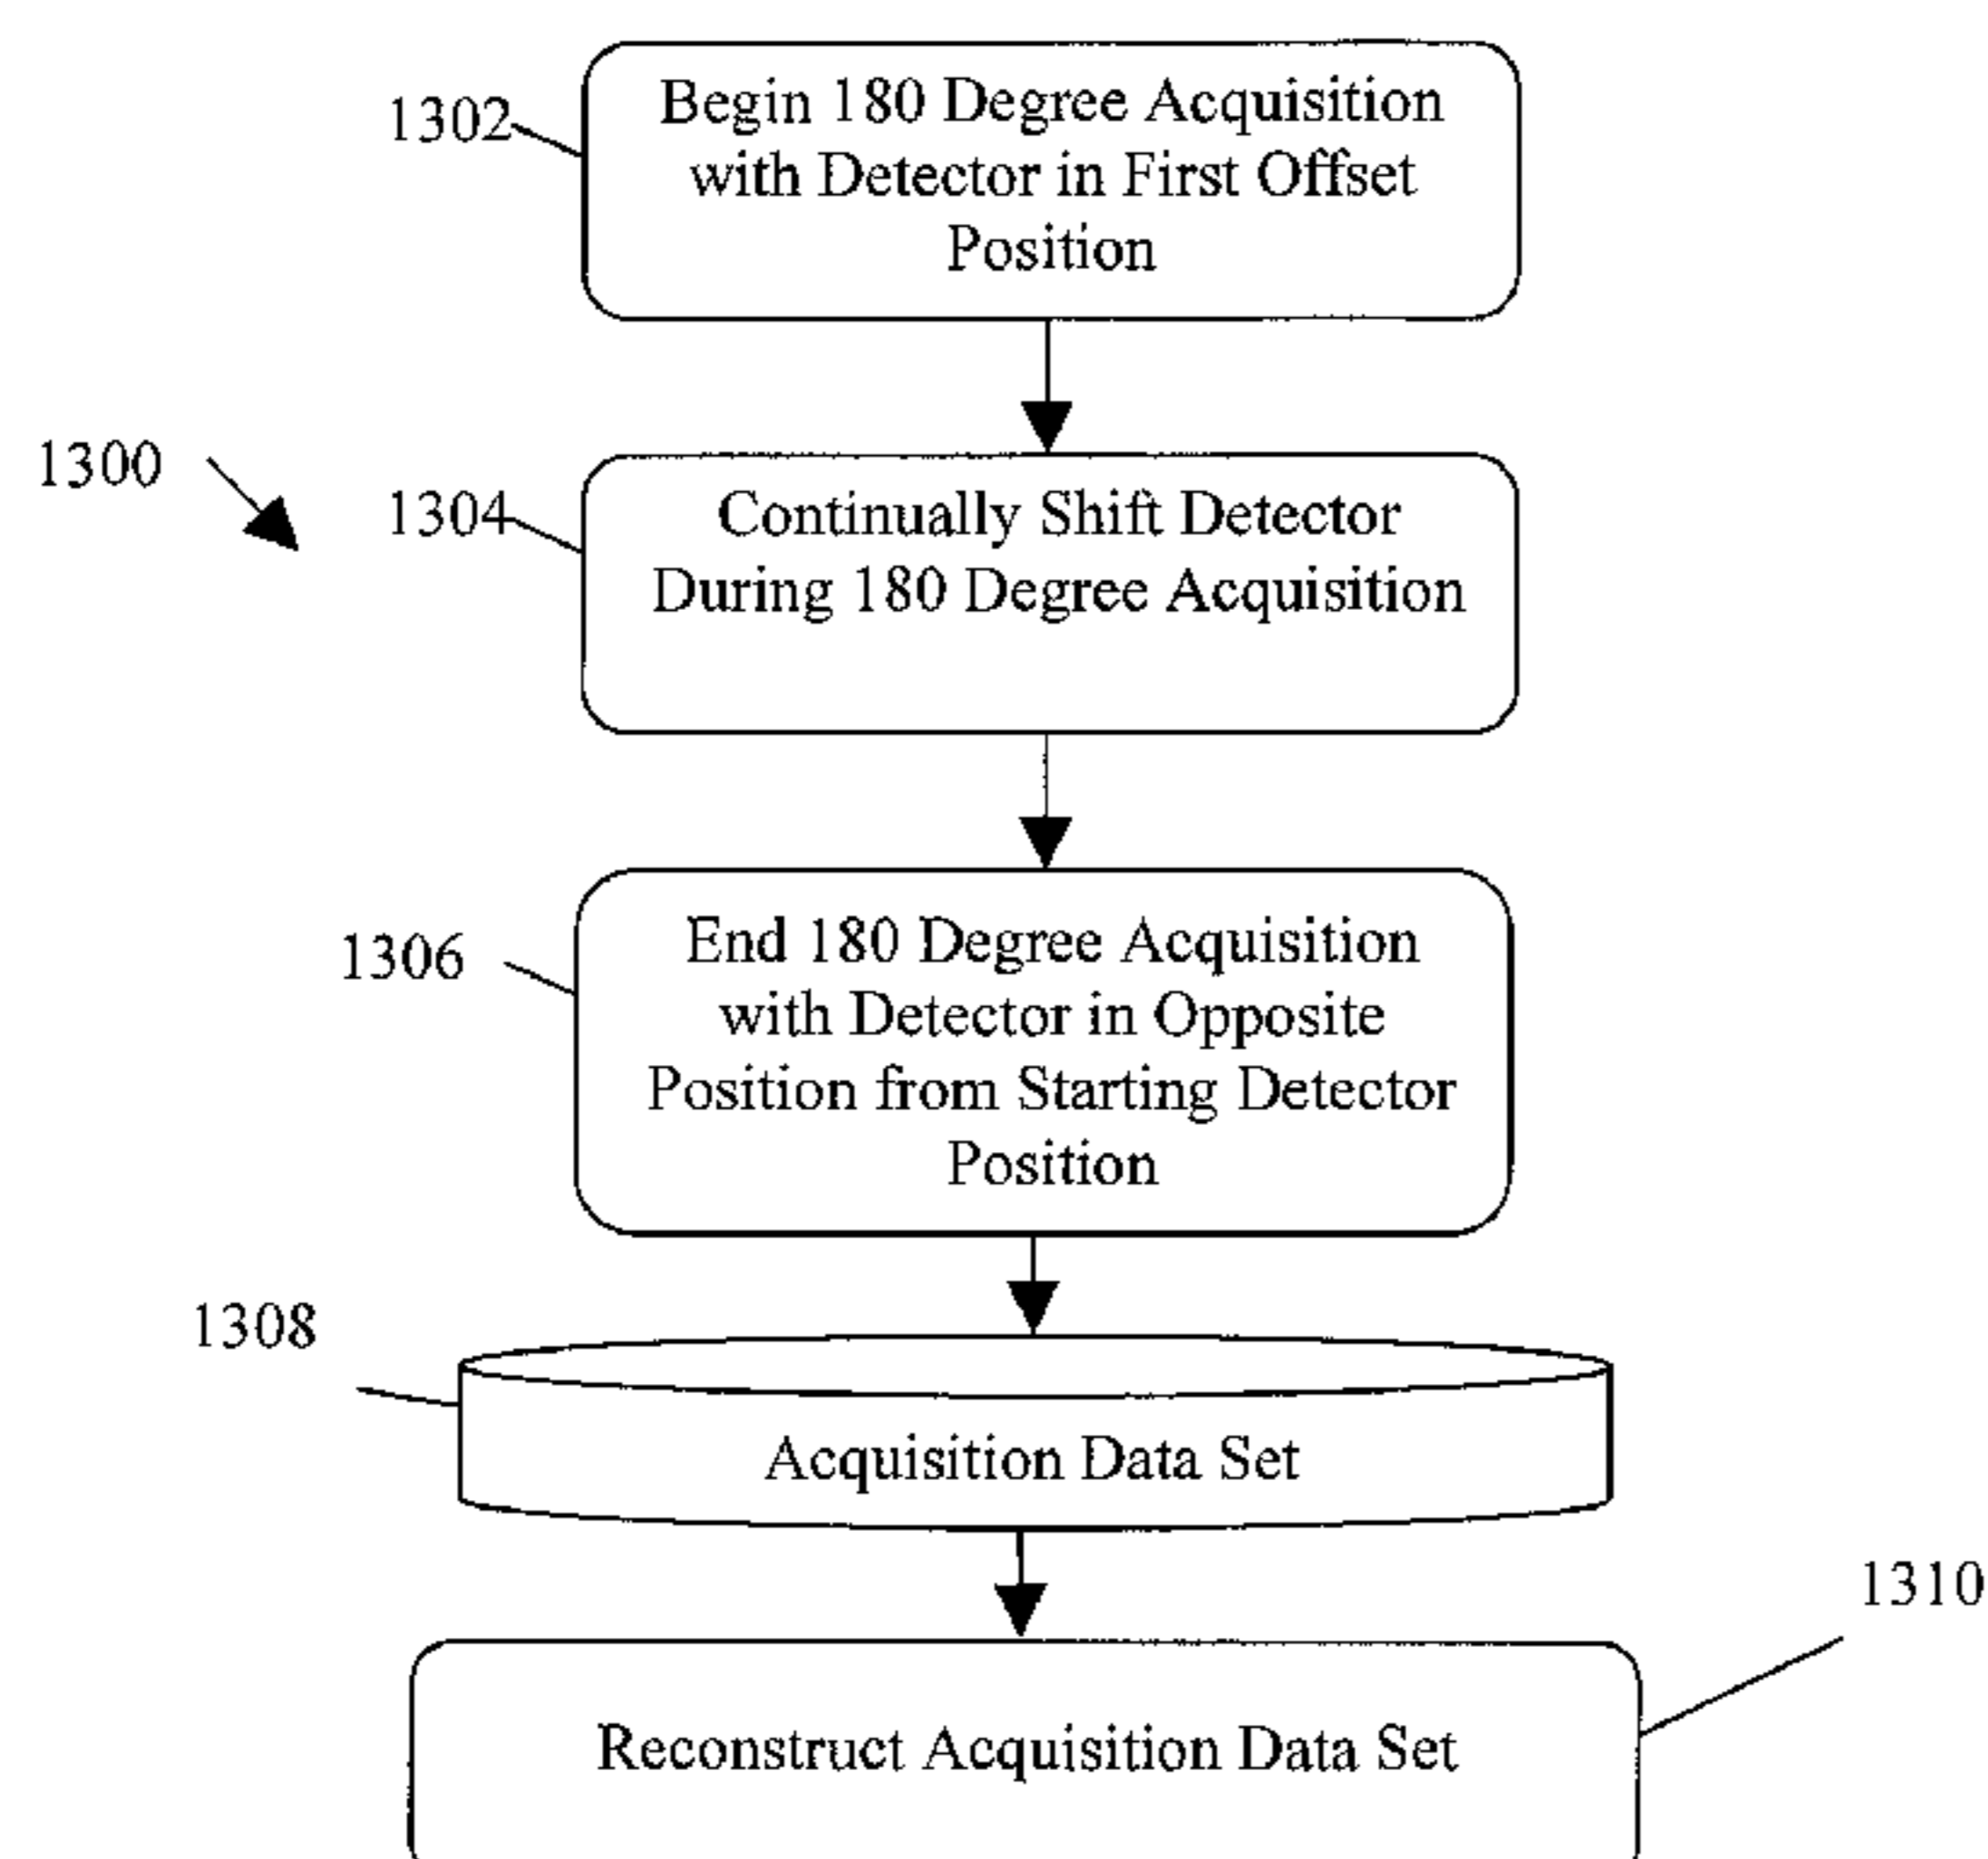 1302
Begin 180 Degree Acquisition
with Detector in First Offset
Position
1300
1304
Continually Shift Detector
During 180 Degree Acquisition
1306
End 180 Degree Acquisition
with Detector in Opposite
Position from Starting Detector
Position
1308
Acquisition Data Set
1310
Reconstruct Acquisition Data Set